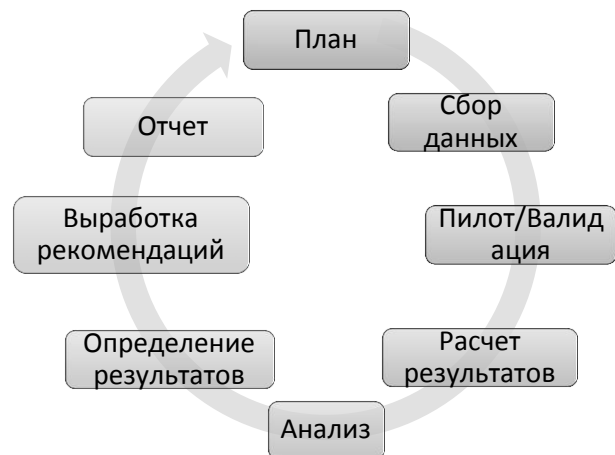 План
Сбор
данных
Пилот/Валид
ация
Расчет
результатов
Анализ
Определение
результатов
Выработка
рекомендаций
Отчет